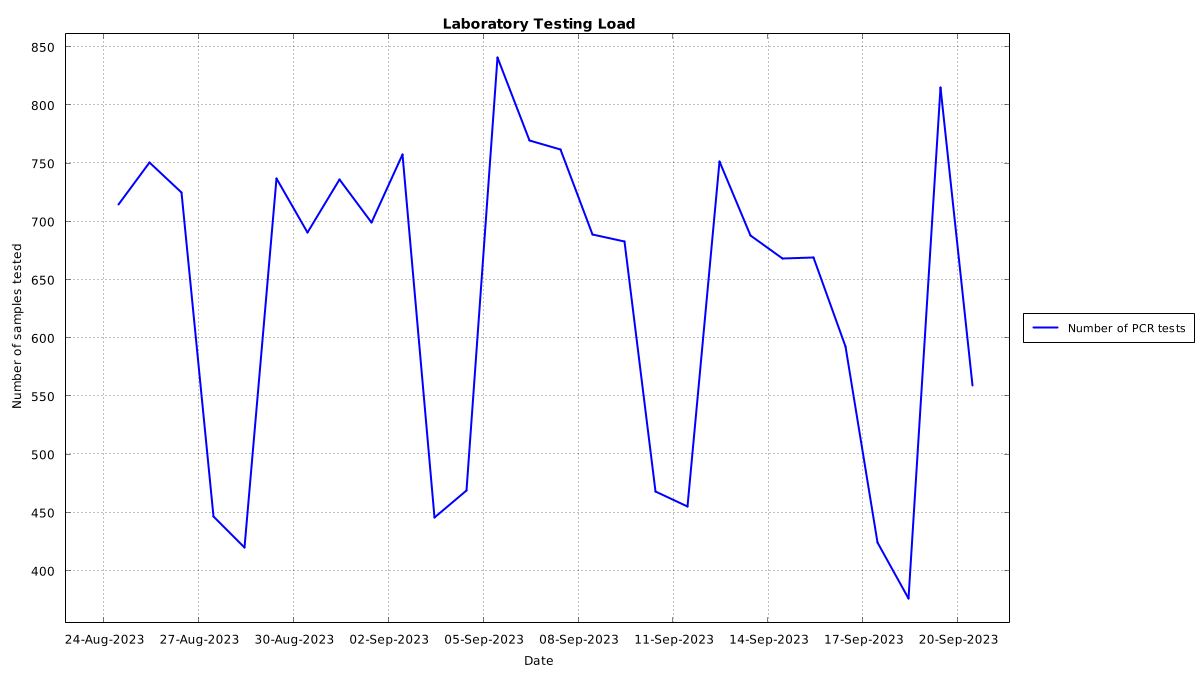 Laboratory Testing Load
850
800
750
700
650
600
550
500
450
400
Number of samples tested
24-Aug-2023 27-Aug-2023 30-Aug-2023 02-Sep-2023 05-Sep-2023 08-Sep-2023 11-Sep-2023 14-Sep-2023 17-Sep-2023 20-Sep-2023
Date
Number of PCR tests